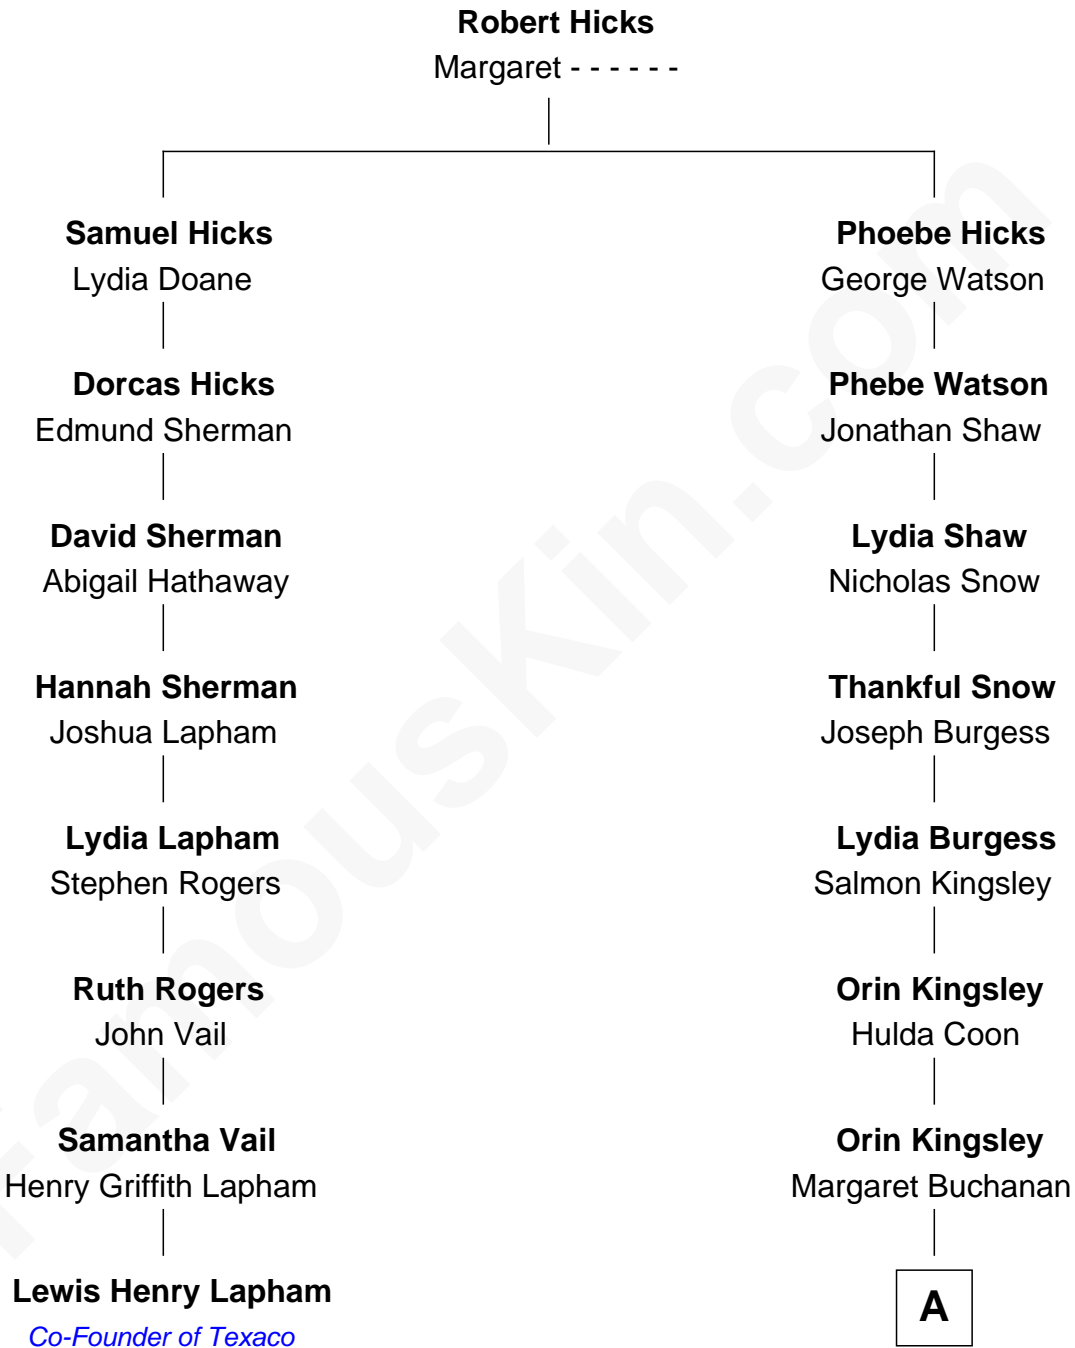 Robert Hicks
Margaret - - - - - -
Samuel Hicks
Lydia Doane
Phoebe Hicks
George Watson
Dorcas Hicks
Edmund Sherman
Phebe Watson
Jonathan Shaw
David Sherman
Abigail Hathaway
Lydia Shaw
Nicholas Snow
Hannah Sherman
Joshua Lapham
Thankful Snow
Joseph Burgess
Lydia Lapham
Stephen Rogers
Lydia Burgess
Salmon Kingsley
Ruth Rogers
John Vail
Orin Kingsley
Hulda Coon
Samantha Vail
Henry Griffith Lapham
Orin Kingsley
Margaret Buchanan
Lewis Henry Lapham
Co-Founder of Texaco
A
FamousKin.com